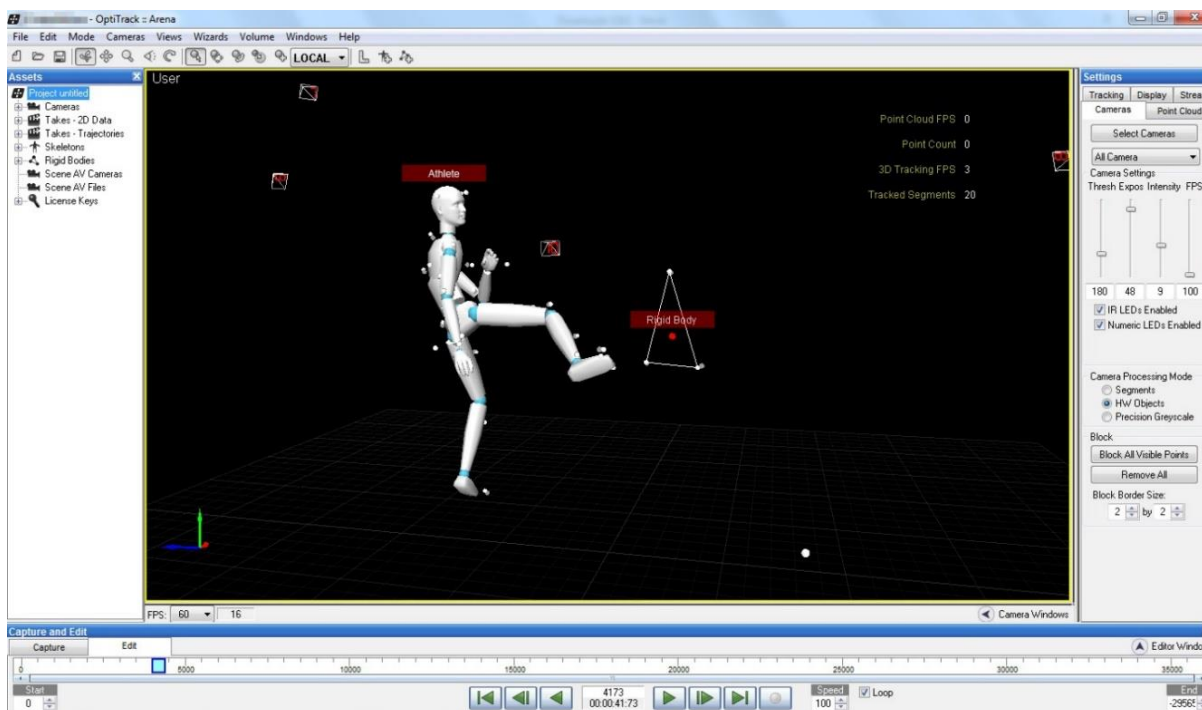 - OptiTrack :: Arena
File Edit Mode Cameras Views Wizards Volume Windows Help
LOCAL
Assets
Project untitled
Cameras
Takes - 2D Data
Takes - Trajectories
Skeletons
Rigid Bodies
Scene AV Cameras
Scene AV Files
License Keys
User
Point Cloud FPS 0
Point Count 0
3D Tracking FPS 3
Tracked Segments 20
Athlete
Rigid Body
FPS: 60 16
Camera Windows
Settings
Tracking Display Strea
Cameras Point Cloud
Select Cameras
All Camera
Camera Settings
Thresh Expos Intensity FPS
180 48 9 100
IR LEDs Enabled
Numeric LEDs Enabled
Camera Processing Mode
Segments
HW Objects
Precision Greyscale
Block
Block All Visible Points
Remove All
Block Border Size:
2 by 2
Capture and Edit
Capture Edit
Editor Windo
0 5000 10000 15000 20000 25000 30000 35000
Start
0
4173
00:00:41:73
Speed
100
Loop
End
-29565